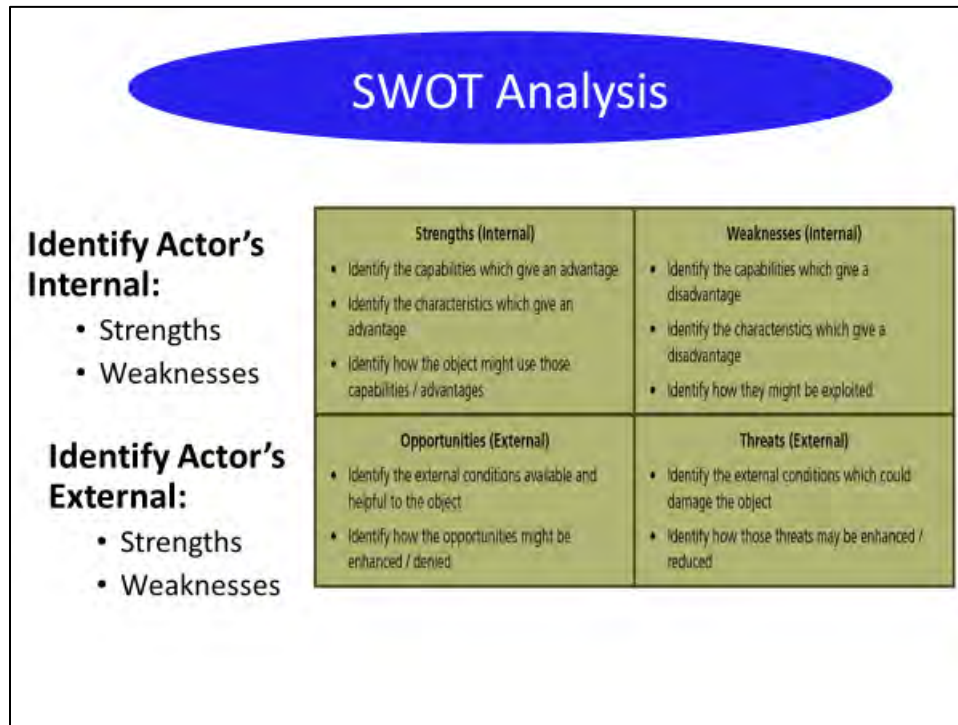 SWOT Analysis
Identify Actor's
Internal:
• Strengths
• Weaknesses
Identify Actor's
External:
• Strengths
• Weaknesses
Strengths (Internal)
• Identify the capabilities which give an advantage
• Identify the characteristics which give an
advantage
• Identify how the object might use those
capabilities / advantages
Weaknesses (Internal)
• Identify the capabilities which give a
disadvantage
• Identify the characteristics which give a
disadvantage
• Identify how they might be exploited
Opportunities (External)
• Identify the external conditions available and
helpful to the object
• Identify how the opportunities might be
enhanced / denied
Threats (External)
• Identify the external conditions which could
damage the object
• Identify how those threats may be enhanced /
reduced